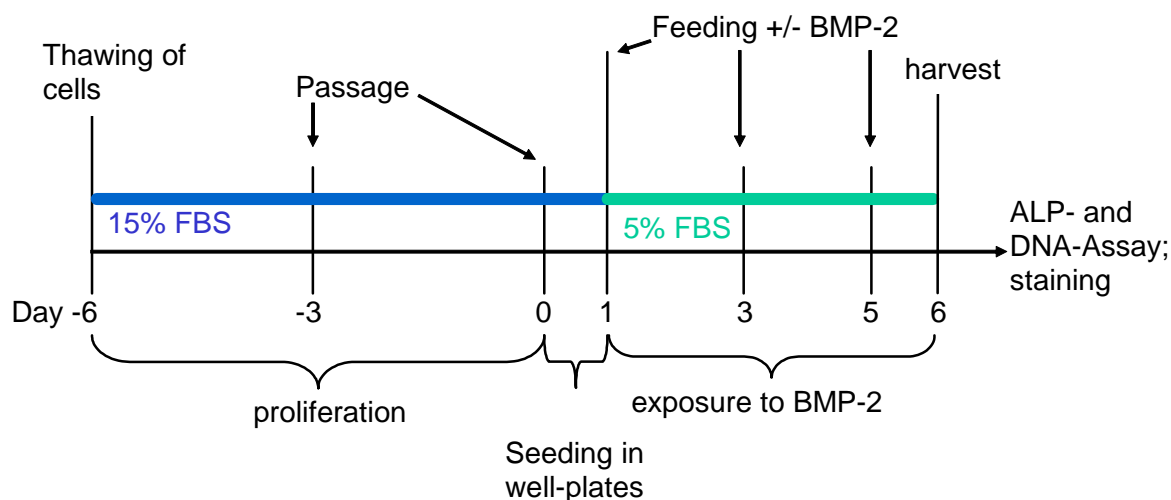 Feeding +/- BMP-2
Thawing of
cells
Passage
harvest
15% FBS
5% FBS
ALP- and
DNA-Assay;
staining
Day -6
-3
0
1
3
5
6
proliferation
exposure to BMP-2
Seeding in
well-plates